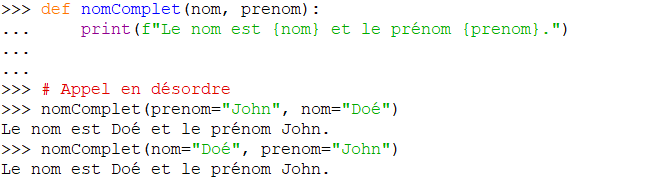 >>> def nomComplet(nom, prenom):
...     print(f"Le nom est {nom} et le prénom {prenom}.")
...
...
>>> # Appel en désordre
>>> nomComplet(prenom="John", nom="Doé")
Le nom est Doé et le prénom John.
>>> nomComplet(nom="Doé", prenom="John")
Le nom est Doé et le prénom John.